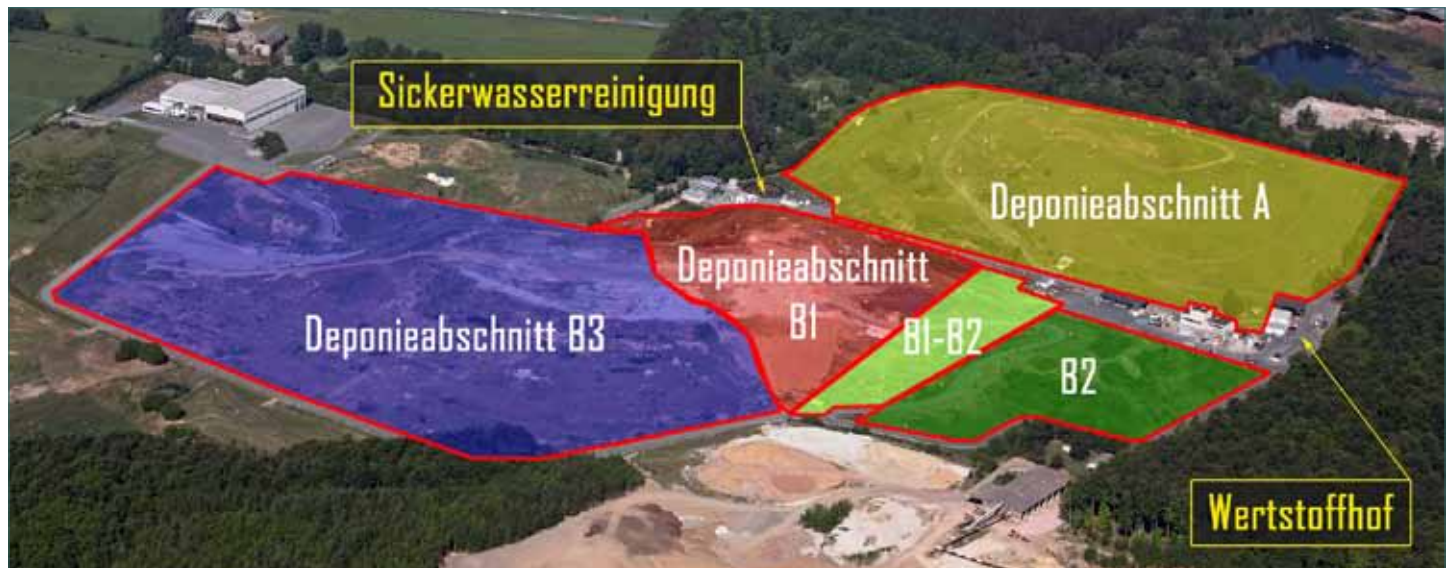 Sickerwasserreinigung
Deponieabschnitt A
Deponieabschnitt
B1
Deponieabschnitt B3
B1-B2
B2
Wertstoffhof